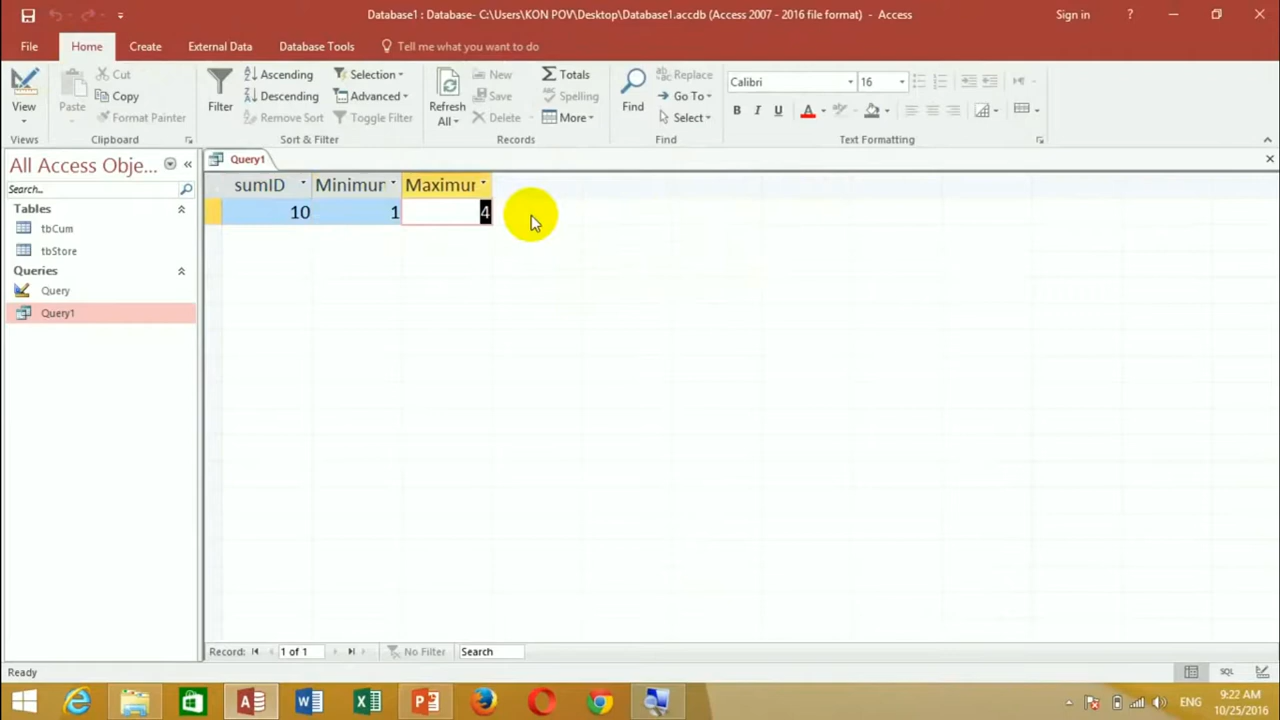 Database1 : Database- C:\Users\KON POV\Desktop\Database1.accdb (Access 2007 - 2016 file format) - Access
Sign in
?
File
Home
Create
External Data
Database Tools
Tell me what you want to do
View
Views
Paste
Cut
Copy
Format Painter
Clipboard
Filter
Ascending
Descending
Remove Sort
Selection
Advanced
Toggle Filter
Sort & Filter
Refresh
All
New
Save
Delete
Totals
Spelling
More
Records
Find
Replace
Go To
Select
Find
Calibri
16
B I U
A
Text Formatting
All Access Obje...
Search...
Tables
tbCum
tbStore
Queries
Query
Query1
Query1
sumID Minimur Maximur
10 1 4
Record: 1 of 1 No Filter Search
Ready
SQL
ENG
9:22 AM
10/25/2016